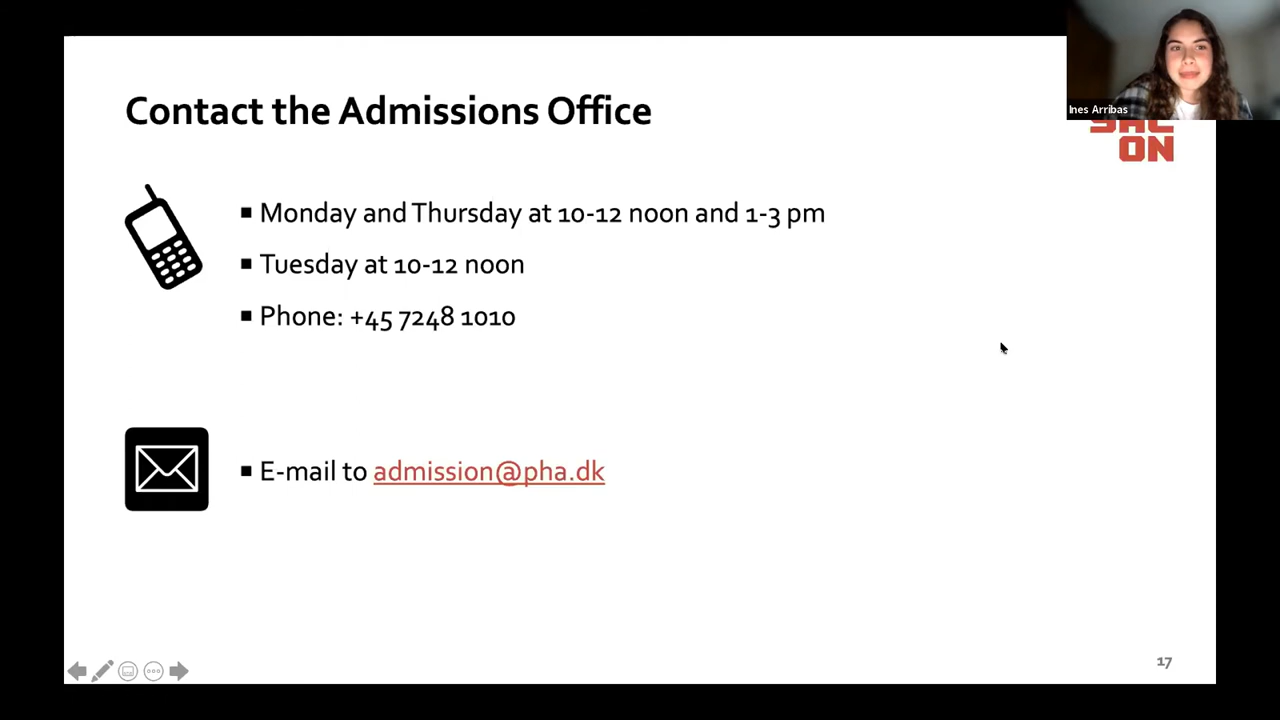 Contact the Admissions Office
Ines Arribas
ON
▪ Monday and Thursday at 10-12 noon and 1-3 pm
▪ Tuesday at 10-12 noon
▪ Phone: +45 7248 1010
▪ E-mail to admission@pha.dk
17